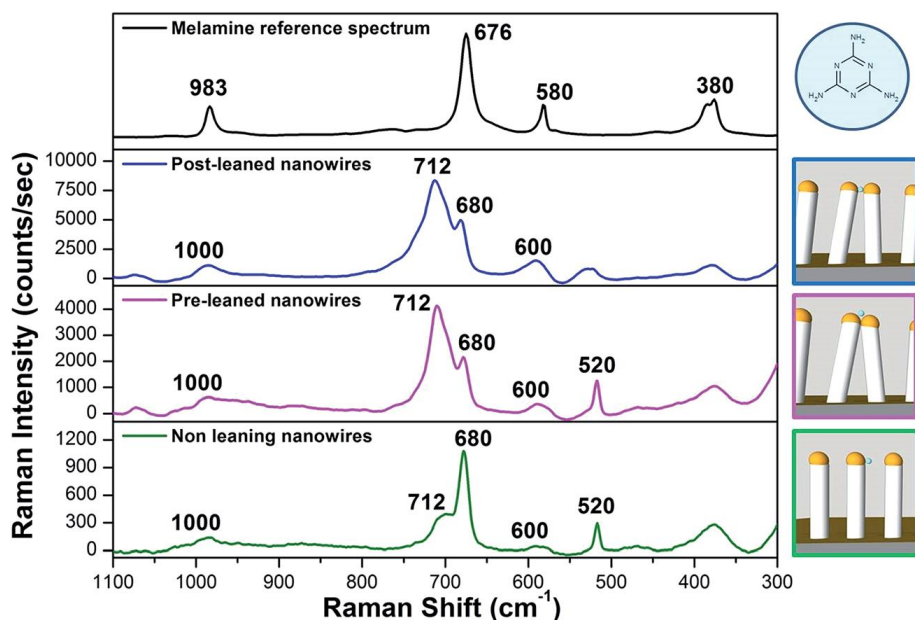 Melamine reference spectrum
983
676
580
380
NH₂
N
N
H₂N
N
NH₂
Post-leaned nanowires
10000
7500
5000
2500
0
1000
712
680
600
Pre-leaned nanowires
4000
3000
2000
1000
0
1000
712
680
600
520
Non leaning nanowires
1200
900
600
300
0
1000
712
680
600
520
Raman Intensity (counts/sec)
1100 1000 900 800 700 600 500 400 300
Raman Shift (cm⁻¹)